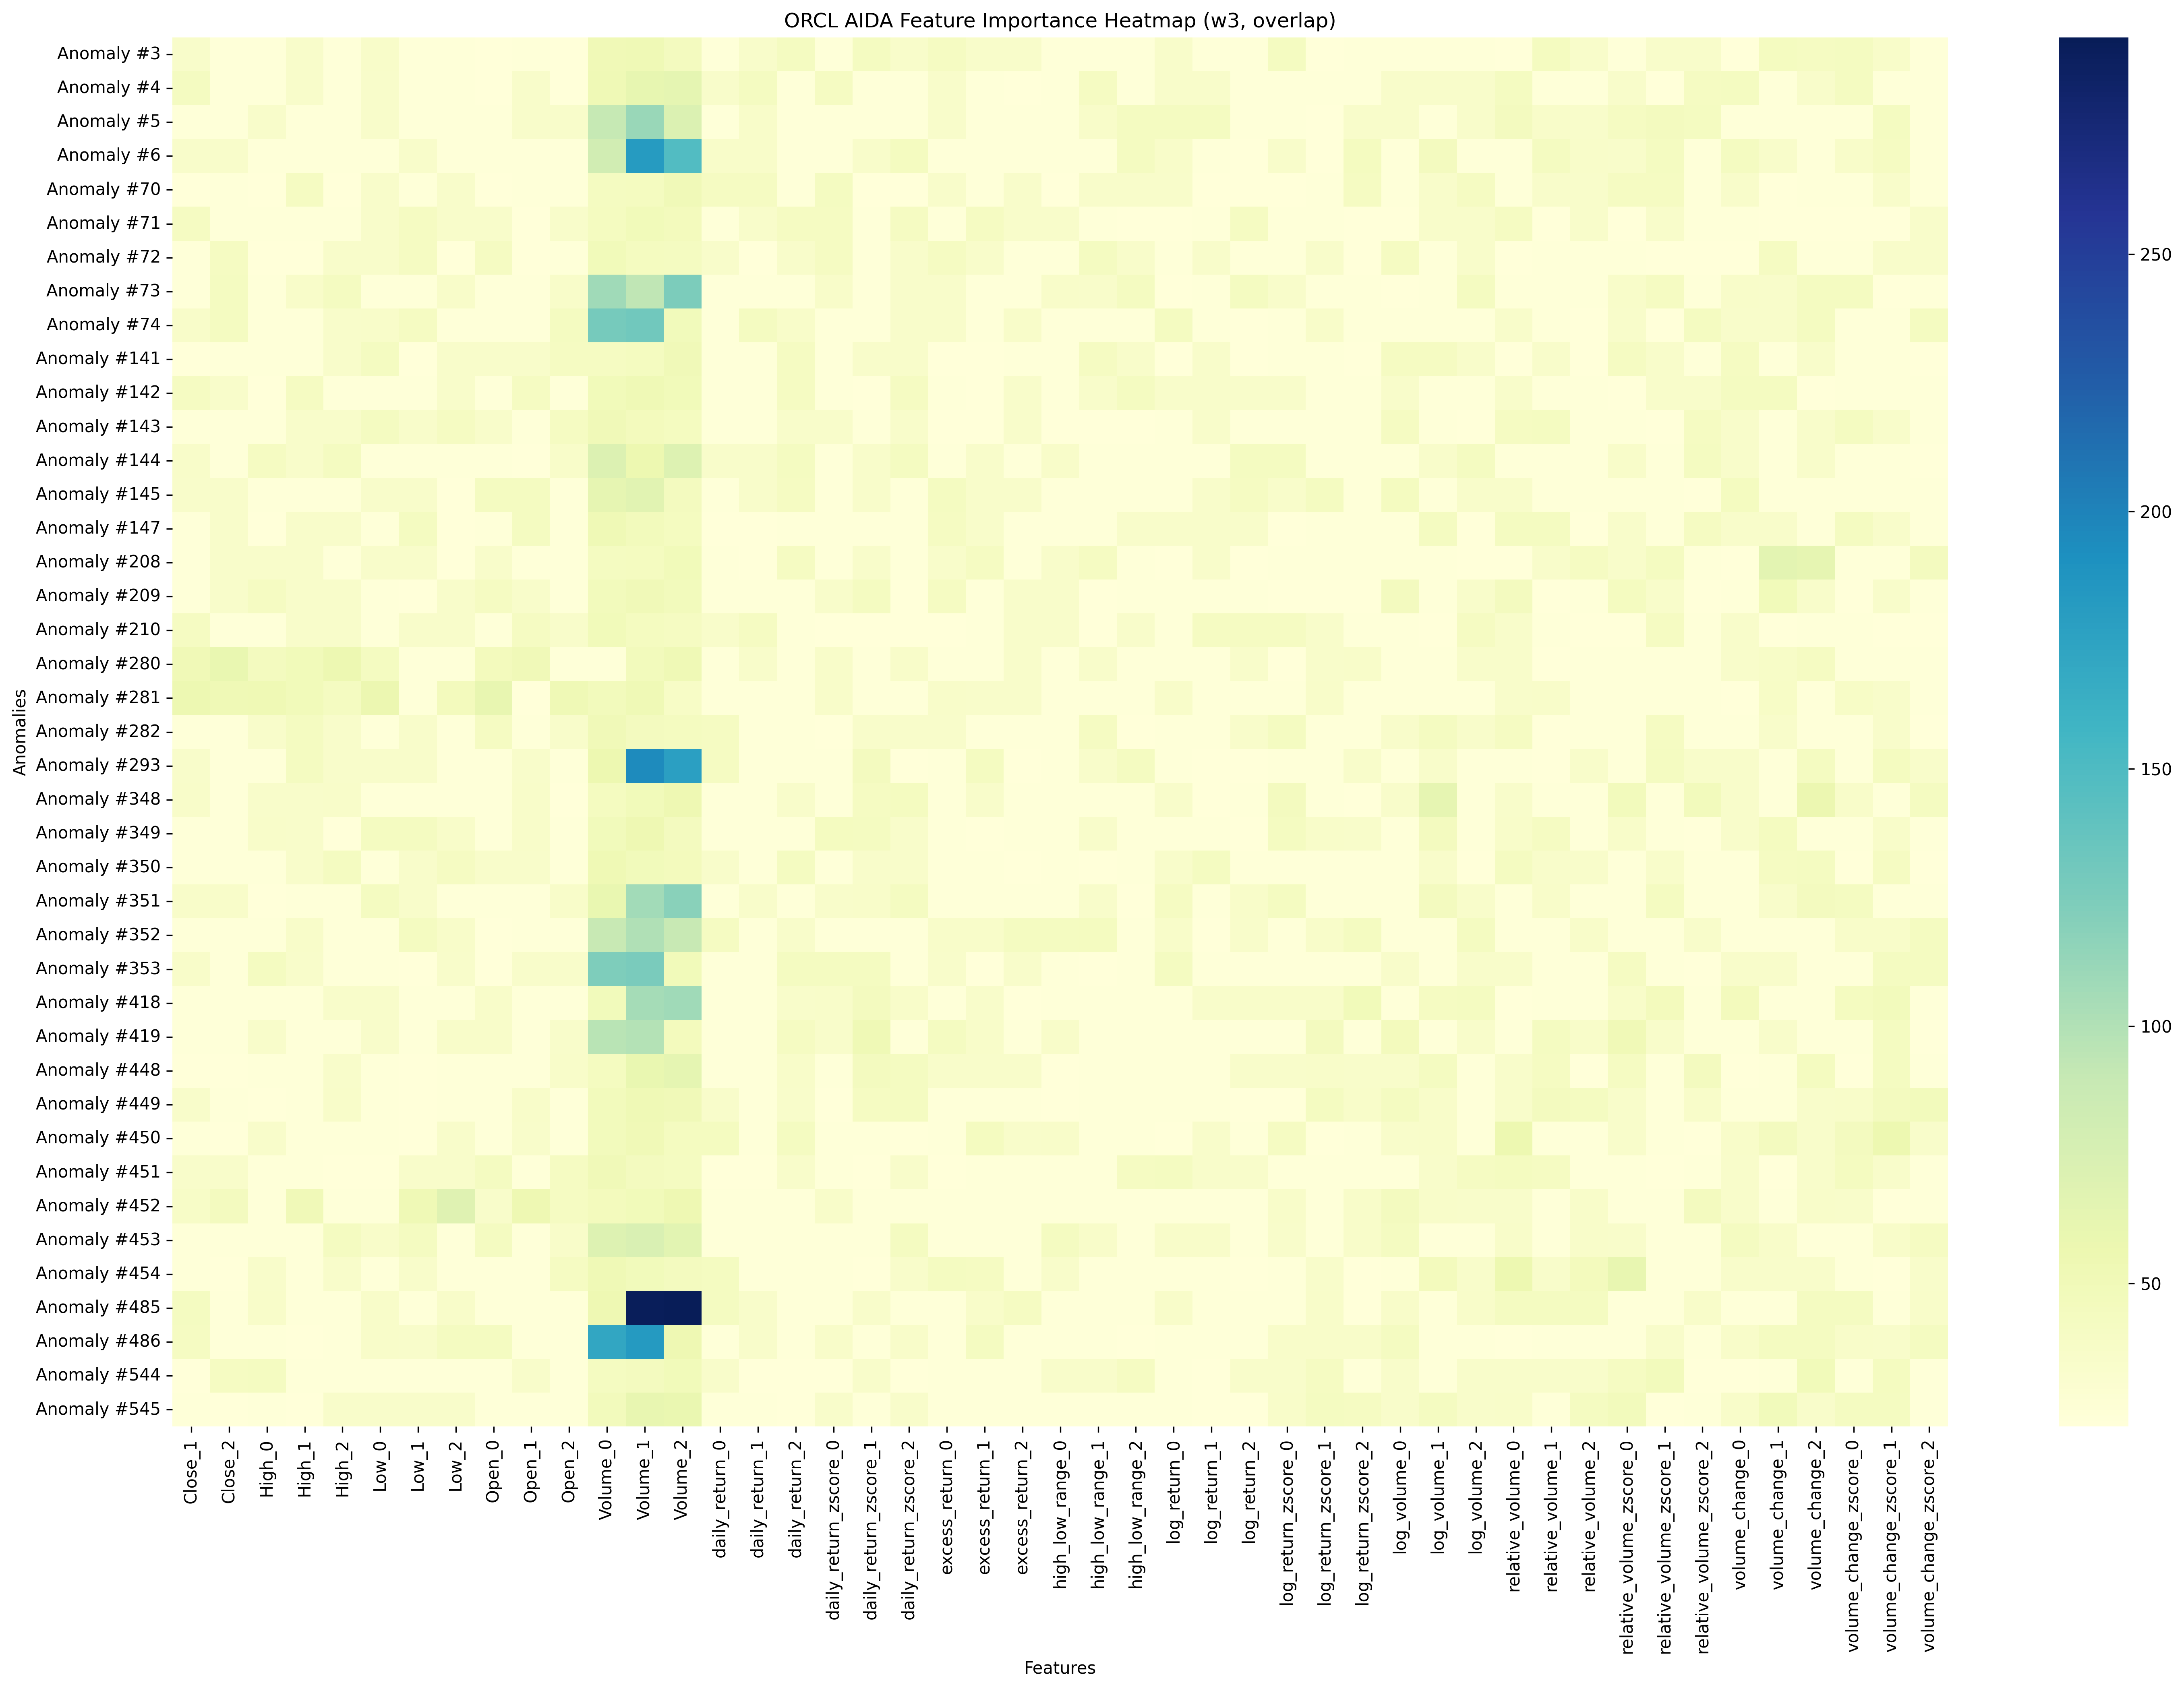 ORCL AIDA Feature Importance Heatmap (w3, overlap)
Anomalies
Anomaly #3
Anomaly #4
Anomaly #5
Anomaly #6
Anomaly #70
Anomaly #71
Anomaly #72
Anomaly #73
Anomaly #74
Anomaly #141
Anomaly #142
Anomaly #143
Anomaly #144
Anomaly #145
Anomaly #147
Anomaly #208
Anomaly #209
Anomaly #210
Anomaly #280
Anomaly #281
Anomaly #282
Anomaly #293
Anomaly #348
Anomaly #349
Anomaly #350
Anomaly #351
Anomaly #352
Anomaly #353
Anomaly #418
Anomaly #419
Anomaly #448
Anomaly #449
Anomaly #450
Anomaly #451
Anomaly #452
Anomaly #453
Anomaly #454
Anomaly #485
Anomaly #486
Anomaly #544
Anomaly #545
Close_1
Close_2
High_0
High_1
High_2
Low_0
Low_1
Low_2
Open_0
Open_1
Open_2
Volume_0
Volume_1
Volume_2
daily_return_0
daily_return_1
daily_return_2
daily_return_zscore_0
daily_return_zscore_1
daily_return_zscore_2
excess_return_0
excess_return_1
excess_return_2
high_low_range_0
high_low_range_1
high_low_range_2
log_return_0
log_return_1
log_return_2
log_return_zscore_0
log_return_zscore_1
log_return_zscore_2
log_volume_0
log_volume_1
log_volume_2
relative_volume_0
relative_volume_1
relative_volume_2
relative_volume_zscore_0
relative_volume_zscore_1
relative_volume_zscore_2
volume_change_0
volume_change_1
volume_change_2
volume_change_zscore_0
volume_change_zscore_1
volume_change_zscore_2
Features
250
200
150
100
50